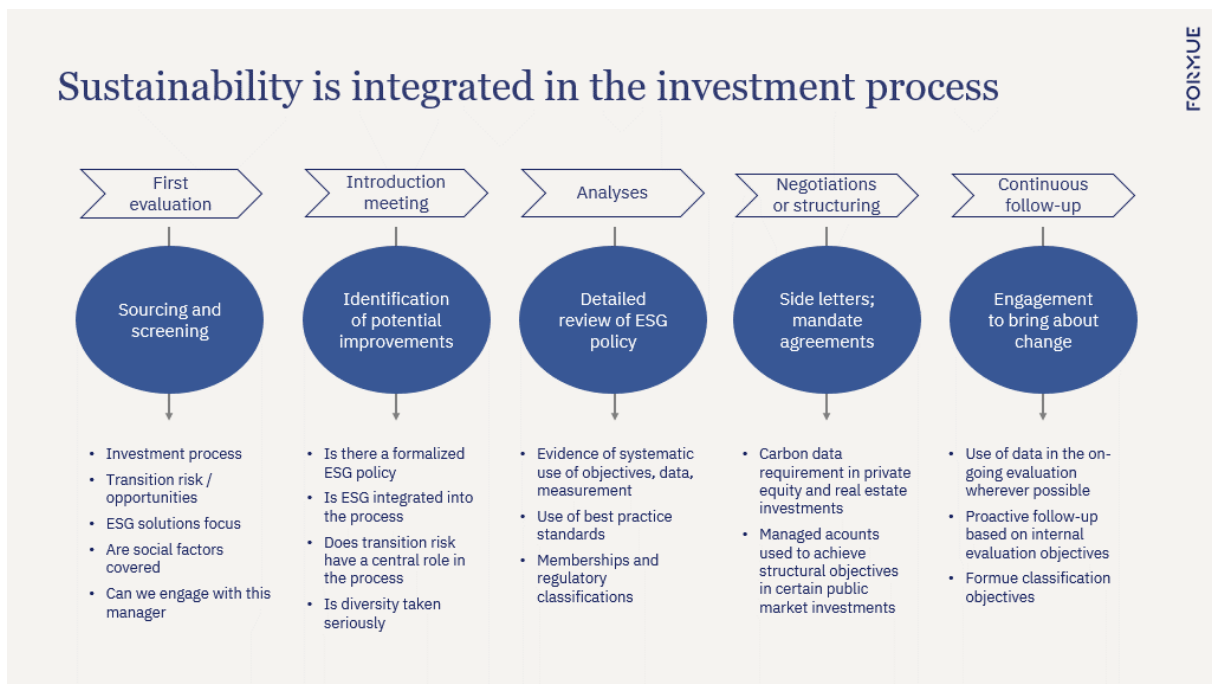 FORMUE
Sustainability is integrated in the investment process
First
evaluation
Introduction
meeting
Analyses
Negotiations
or structuring
Continuous
follow-up
Sourcing and
screening
Identification
of potential
improvements
Detailed
review of ESG
policy
Side letters;
mandate
agreements
Engagement
to bring about
change
• Investment process
• Transition risk /
opportunities
• ESG solutions focus
• Are social factors
covered
• Can we engage with this
manager
• Is there a formalized
ESG policy
• Is ESG integrated into
the process
• Does transition risk
have a central role in
the process
• Is diversity taken
seriously
• Evidence of systematic
use of objectives, data,
measurement
• Use of best practice
standards
• Memberships and
regulatory
classifications
• Carbon data
requirement in private
equity and real estate
investments
• Managed acounts
used to achieve
structural objectives
in certain public
market investments
• Use of data in the on-
going evaluation
wherever possible
• Proactive follow-up
based on internal
evaluation objectives
• Formue classification
objectives